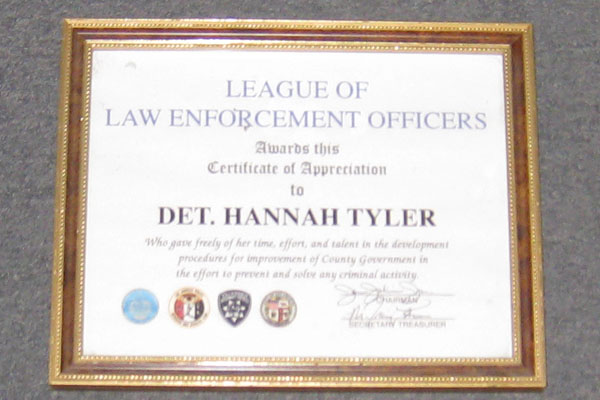 LEAGUE OF
LAW ENFORCEMENT OFFICERS
Awards this
Certificate of Appreciation
to
DET. HANNAH TYLER
Who gave freely of her time, effort, and talent in the development
procedures for improvement of County Government in
the effort to prevent and solve any criminal activity.
SECRETARY TREASURER